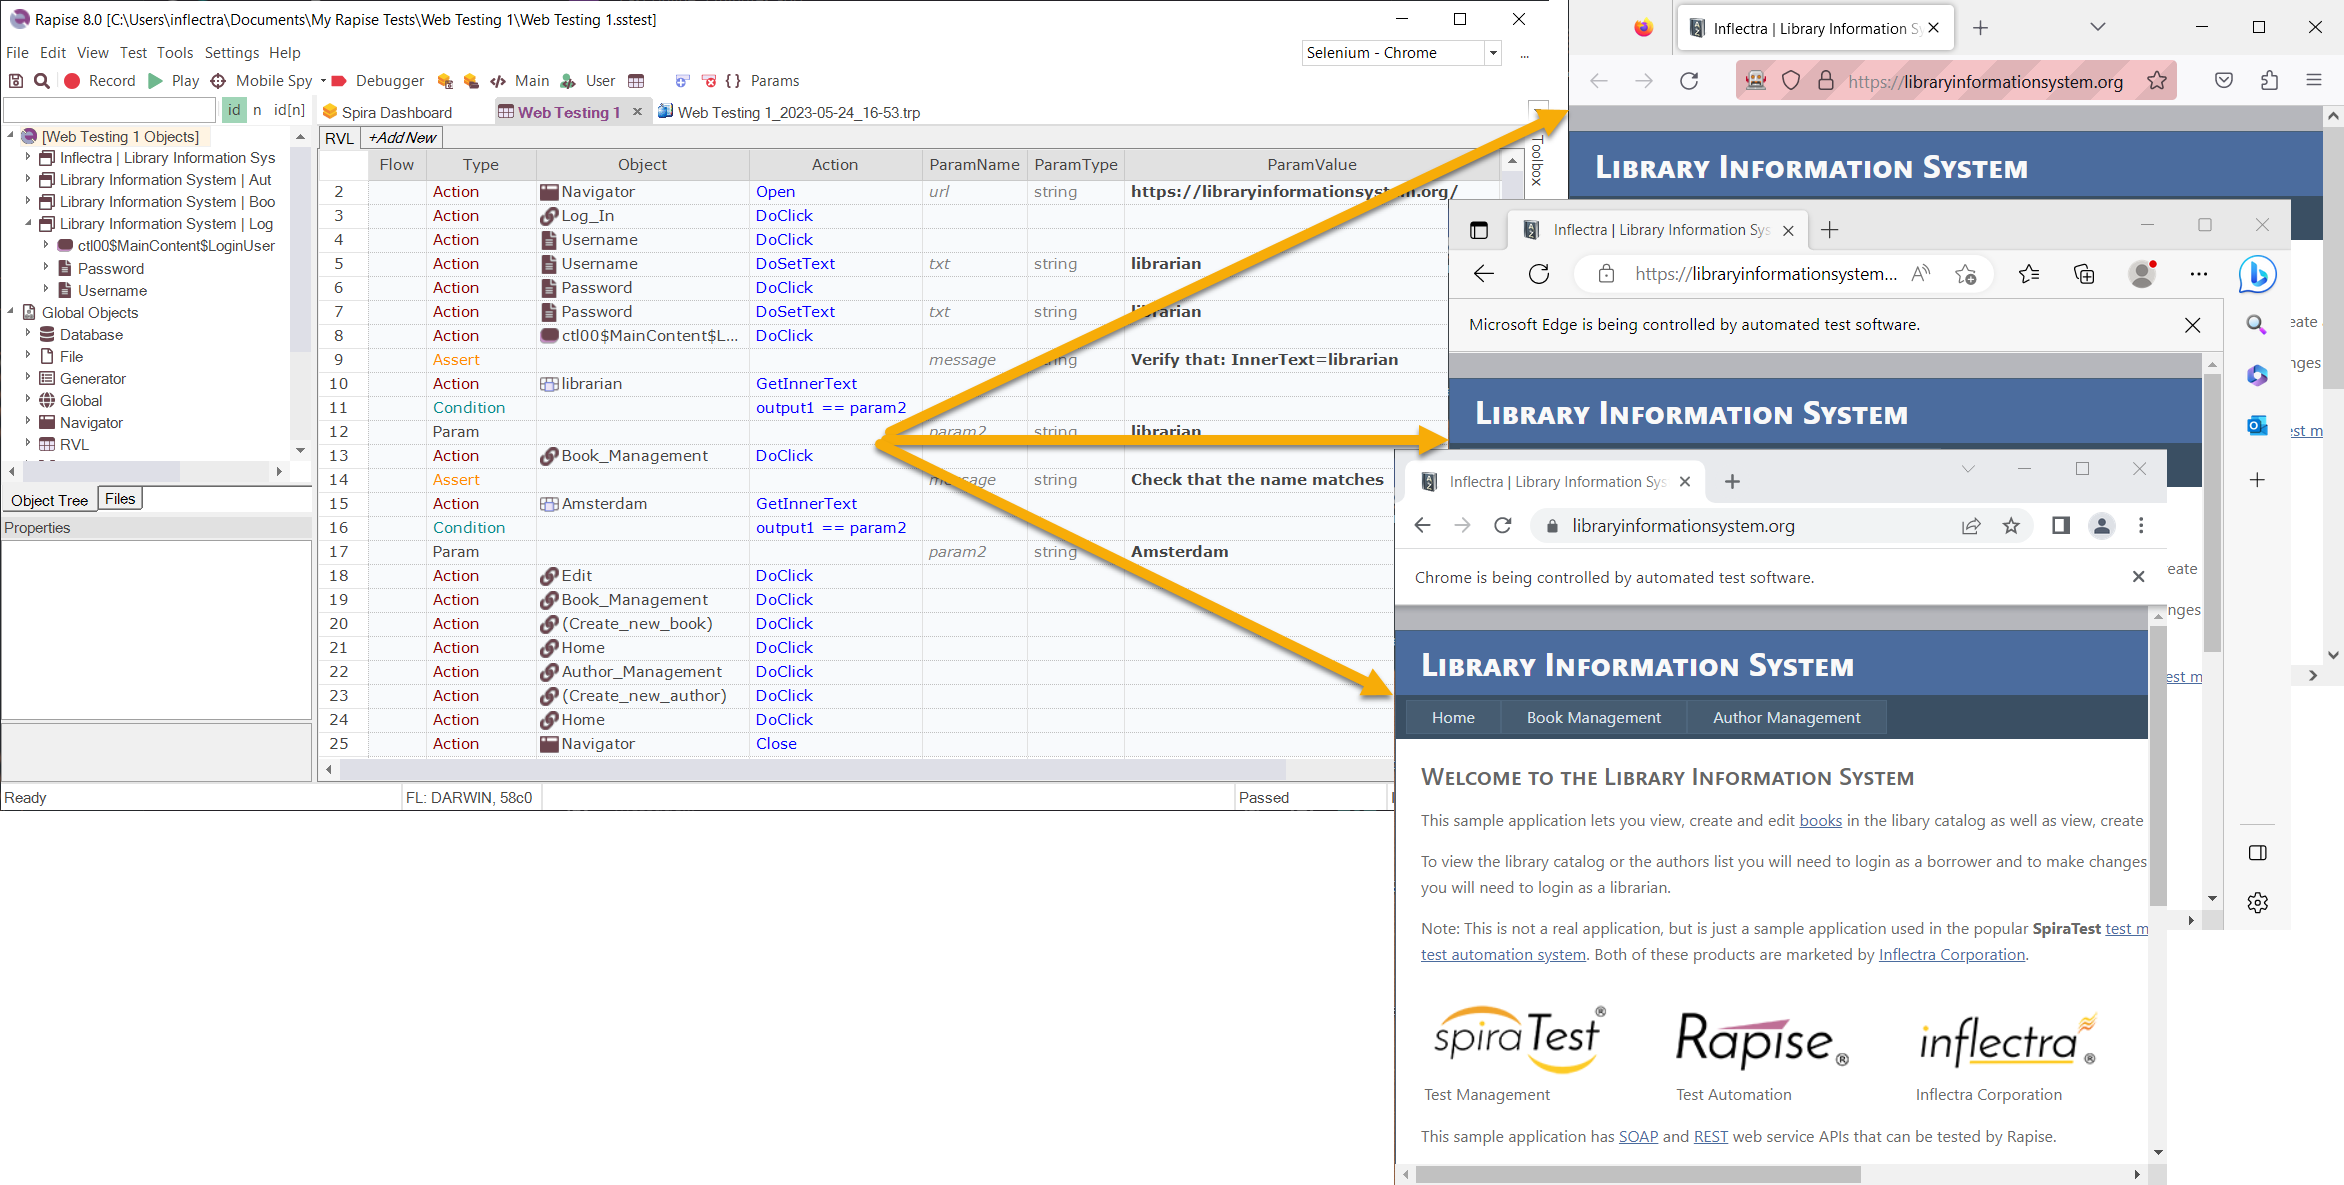 Rapise 8.0 [C:\Users\inflectra\Documents\My Rapise Tests\Web Testing 1\Web Testing 1.sstest]
File Edit View Test Tools Settings Help
Selenium - Chrome
...
Record Play Mobile Spy Debugger Main User { } Params
id n id[n]
Spira Dashboard Web Testing 1 Web Testing 1_2023-05-24_16-53.trp
[Web Testing 1 Objects]
Inflectra | Library Information Sys
Library Information System | Aut
Library Information System | Boo
Library Information System | Log
ctl00$MainContent$LoginUser
Password
Username
Global Objects
Database
File
Generator
Global
Navigator
RVL
Object Tree Files
Properties
RVL +Add New
Toolbox
Flow Type Object Action ParamName ParamType ParamValue
2 Action Navigator Open url string https://libraryinformationsystem.org/
3 Action Log_In DoClick
4 Action Username DoClick
5 Action Username DoSetText txt string librarian
6 Action Password DoClick
7 Action Password DoSetText txt string librarian
8 Action ctl00$MainContent$L... DoClick
9 Assert message string Verify that: InnerText=librarian
10 Action librarian GetInnerText
11 Condition output1 == param2
12 Param param2 string librarian
13 Action Book_Management DoClick
14 Assert message string Check that the name matches
15 Action Amsterdam GetInnerText
16 Condition output1 == param2
17 Param param2 string Amsterdam
18 Action Edit DoClick
19 Action Book_Management DoClick
20 Action (Create_new_book) DoClick
21 Action Home DoClick
22 Action Author_Management DoClick
23 Action (Create_new_author) DoClick
24 Action Home DoClick
25 Action Navigator Close
Ready FL: DARWIN, 58c0 Passed
Inflectra | Library Information S
https://libraryinformationsystem.org
LIBRARY INFORMATION SYSTEM
Inflectra | Library Information Sys
https://libraryinformationsystem...
Microsoft Edge is being controlled by automated test software.
LIBRARY INFORMATION SYSTEM
Inflectra | Library Information Sys
libraryinformationsystem.org
Chrome is being controlled by automated test software.
LIBRARY INFORMATION SYSTEM
Home Book Management Author Management
WELCOME TO THE LIBRARY INFORMATION SYSTEM
This sample application lets you view, create and edit books in the libary catalog as well as view, create
To view the library catalog or the authors list you will need to login as a borrower and to make changes
you will need to login as a librarian.
Note: This is not a real application, but is just a sample application used in the popular SpiraTest test m
test automation system. Both of these products are marketed by Inflectra Corporation.
spiraTest® Rapise® inflectra®
Test Management Test Automation Inflectra Corporation
This sample application has SOAP and REST web service APIs that can be tested by Rapise.